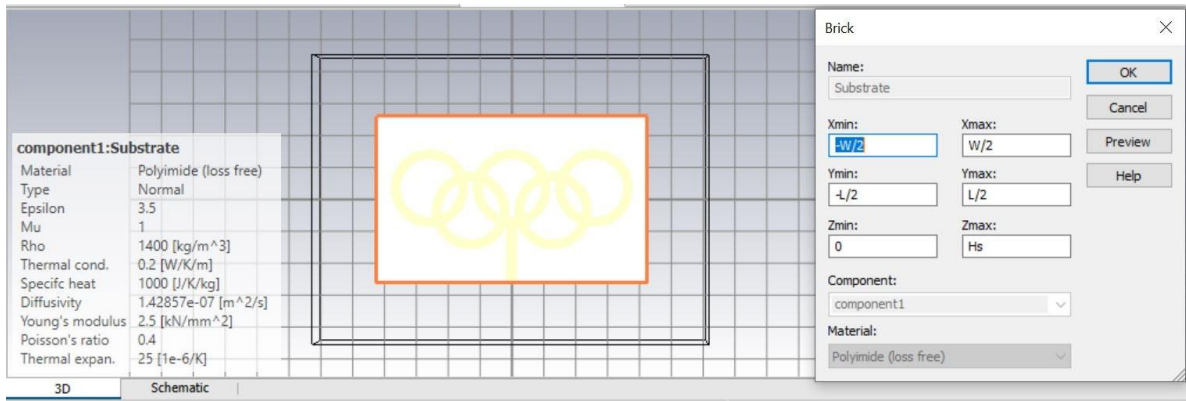 component1:Substrate
Material Polyimide (loss free)
Type Normal
Epsilon 3.5
Mu 1
Rho 1400 [kg/m^3]
Thermal cond. 0.2 [W/K/m]
Specifc heat 1000 [J/K/kg]
Diffusivity 1.42857e-07 [m^2/s]
Young's modulus 2.5 [kN/mm^2]
Poisson's ratio 0.4
Thermal expan. 25 [1e-6/K]
3D Schematic
Brick
Name:
Substrate
OK
Cancel
Preview
Help
Xmin: Xmax:
-W/2 W/2
Ymin: Ymax:
-L/2 L/2
Zmin: Zmax:
0 Hs
Component:
component1
Material:
Polyimide (loss free)